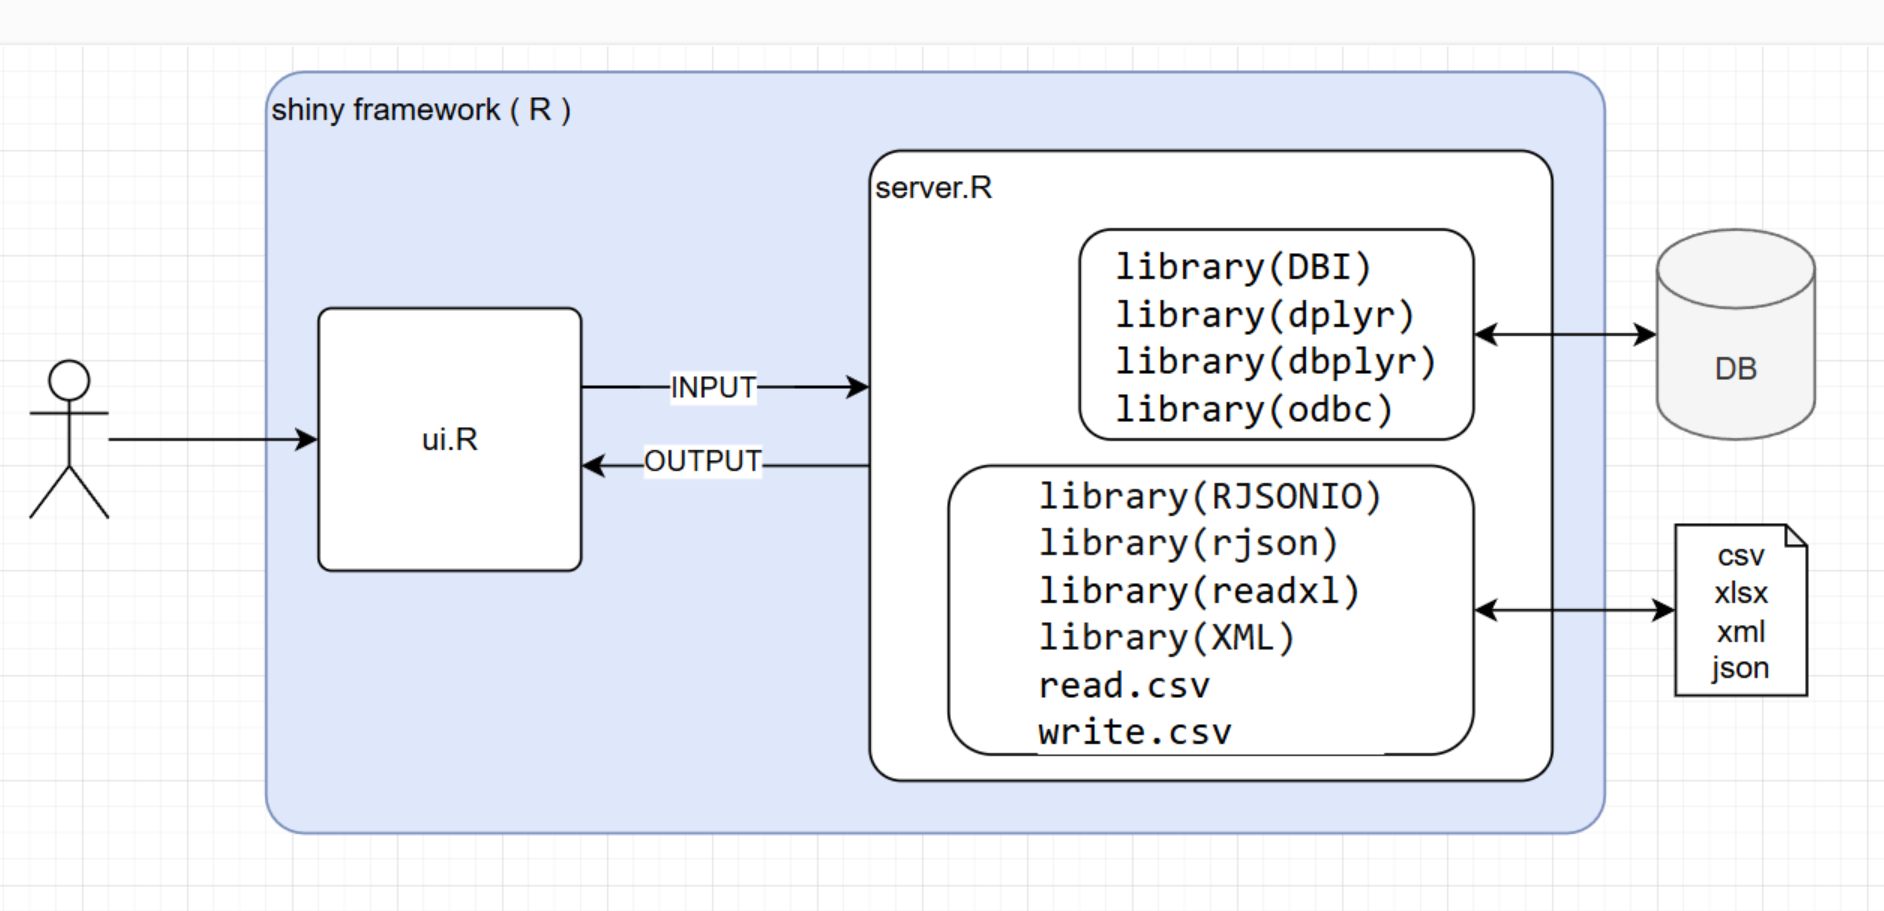 shiny framework ( R )
server.R
library(DBI)
library(dplyr)
library(dbplyr)
library(odbc)
DB
INPUT
ui.R
OUTPUT
library(RJSONIO)
library(rjson)
library(readxl)
library(XML)
read.csv
write.csv
csv
xlsx
xml
json